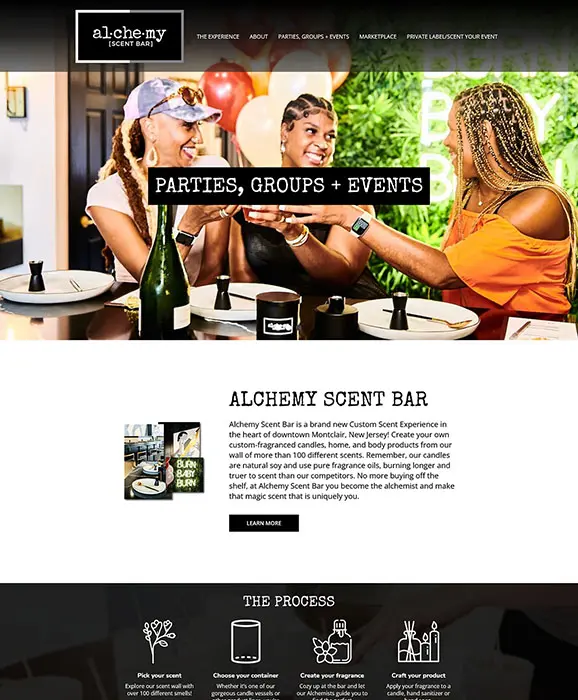 al·che·my
[SCENT BAR]
THE EXPERIENCE ABOUT PARTIES, GROUPS + EVENTS MARKETPLACE PRIVATE LABEL/SCENT YOUR EVENT
BURN
BABY
PARTIES, GROUPS + EVENTS
ALCHEMY SCENT BAR
Alchemy Scent Bar is a brand new Custom Scent Experience in
the heart of downtown Montclair, New Jersey! Create your own
custom-fragranced candles, home, and body products from our
wall of more than 100 different scents. Remember, our candles
are natural soy and use pure fragrance oils, burning longer and
truer to scent than our competitors. No more buying off the
shelf, at Alchemy Scent Bar you become the alchemist and make
that magic scent that is uniquely you.
BURN
BABY
BURN
LEARN MORE
THE PROCESS
Pick your scent
Explore our scent wall with
over 100 different smells!
Choose your container
Whether it's one of our
gorgeous candle vessels or
Create your fragrance
Cozy up at the bar and let
our Alchemists guide you to
Craft your product
Apply your fragrance to a
candle, hand sanitizer or